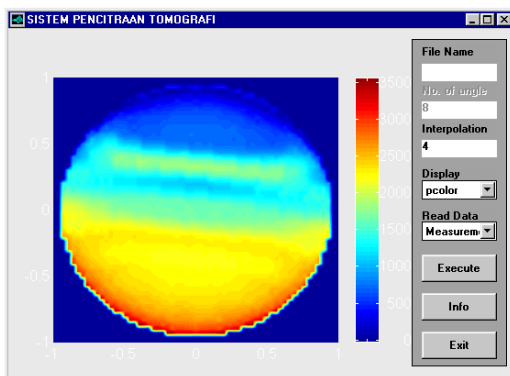 SISTEM PENCITRAAN TOMOGRAFI
File Name
No. of angle
8
Interpolation
4
Display
pcolor
Read Data
Measurem
Execute
Info
Exit
1
0.5
0
-0.5
-1
-1 -0.5 0 0.5 1
3500
3000
2500
2000
1500
1000
500
0